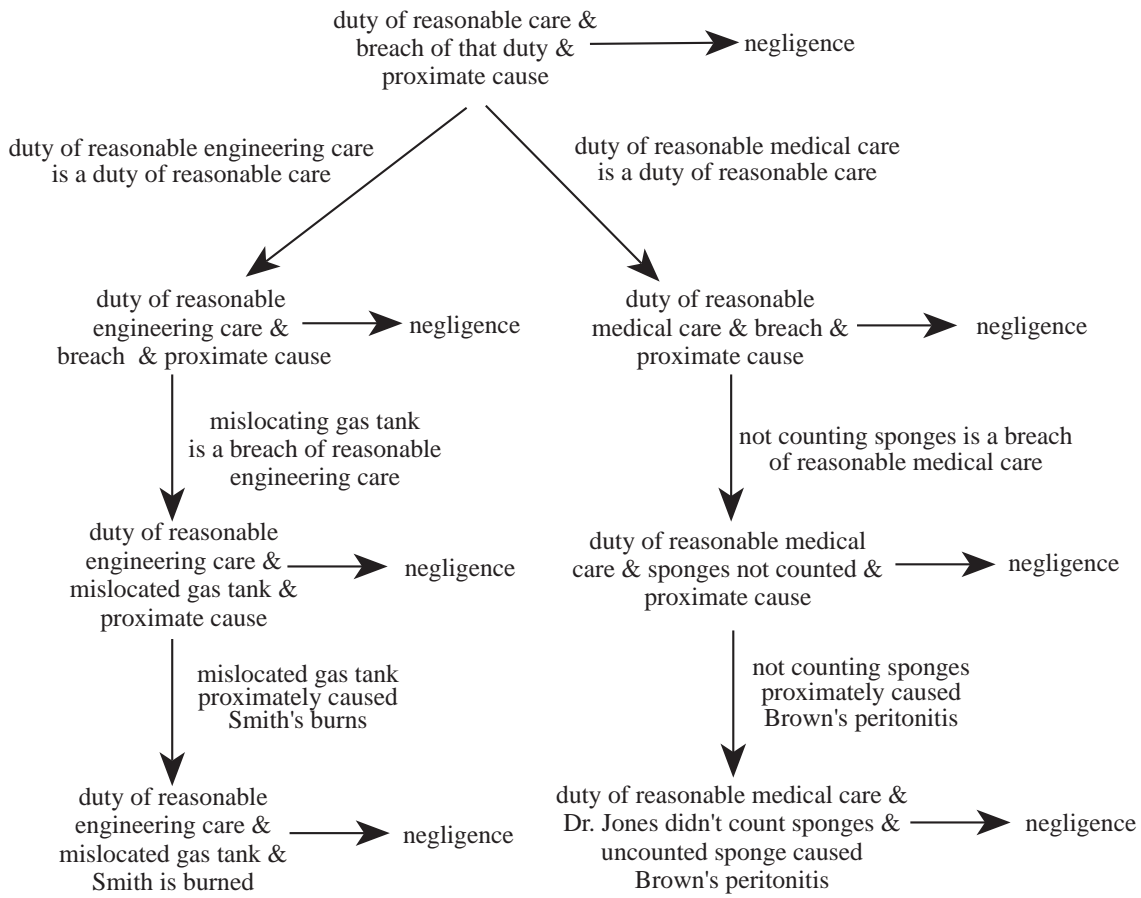 duty of reasonable care &
breach of that duty &
proximate cause
negligence
duty of reasonable engineering care
is a duty of reasonable care
duty of reasonable medical care
is a duty of reasonable care
duty of reasonable
engineering care &
breach & proximate cause
negligence
duty of reasonable
medical care & breach &
proximate cause
negligence
mislocating gas tank
is a breach of reasonable
engineering care
not counting sponges is a breach
of reasonable medical care
duty of reasonable
engineering care &
mislocated gas tank &
proximate cause
negligence
duty of reasonable medical
care & sponges not counted &
proximate cause
negligence
mislocated gas tank
proximately caused
Smith's burns
not counting sponges
proximately caused
Brown's peritonitis
duty of reasonable
engineering care &
mislocated gas tank &
Smith is burned
negligence
duty of reasonable medical care &
Dr. Jones didn't count sponges &
uncounted sponge caused
Brown's peritonitis
negligence